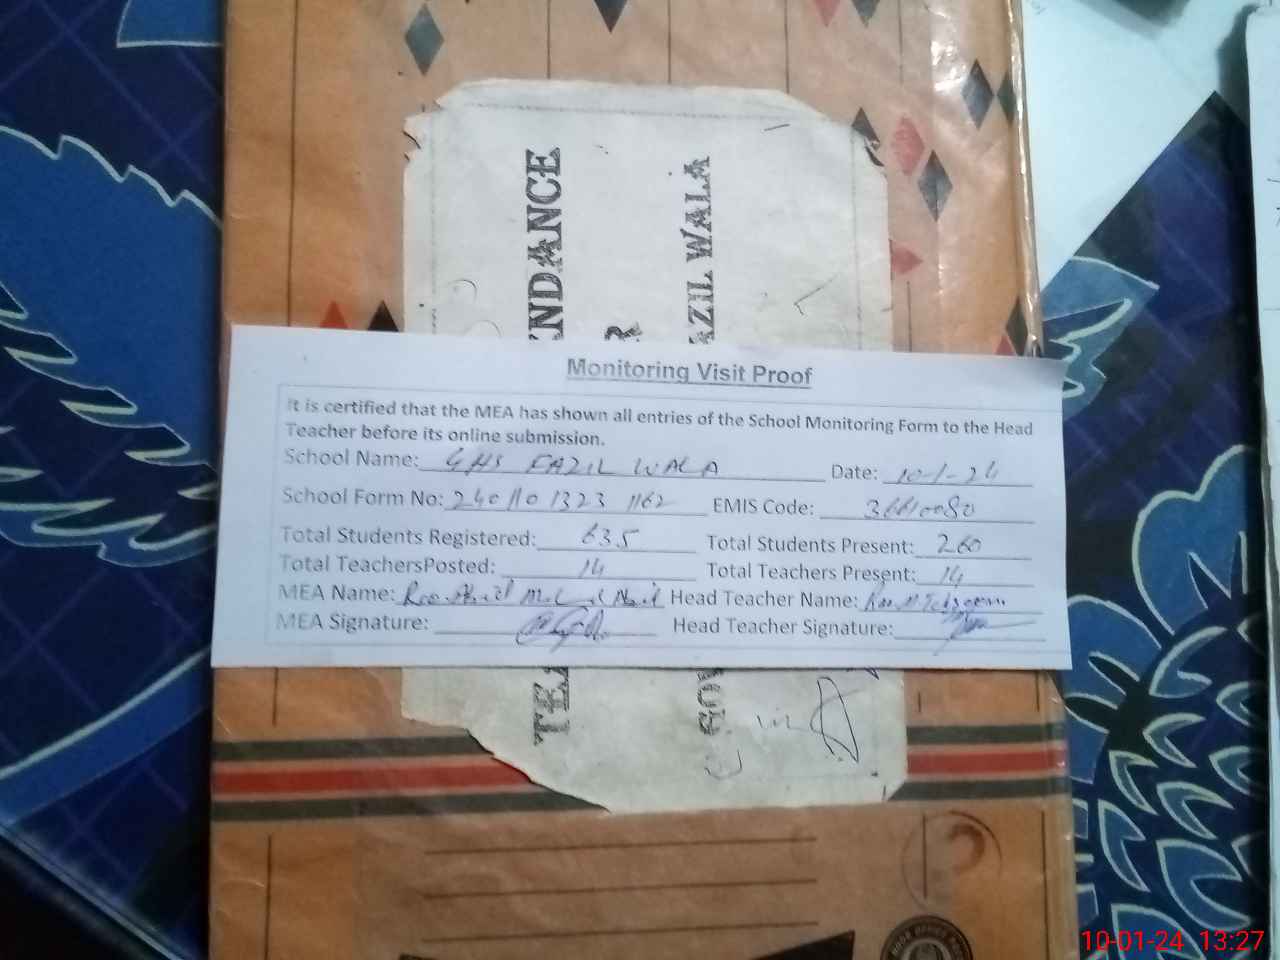 TEA NDANCE
R
GOV AZIL WALA
Monitoring Visit Proof
It is certified that the MEA has shown all entries of the School Monitoring Form to the Head
Teacher before its online submission.
School Name: GHS FAZIL WALA Date: 10-1-24
School Form No: 240110 1323 1162 EMIS Code: 36610080
Total Students Registered: 635 Total Students Present: 260
Total TeachersPosted: 14 Total Teachers Present: 14
MEA Name: Head Teacher Name:
MEA Signature: Head Teacher Signature:
10-01-24 13:27